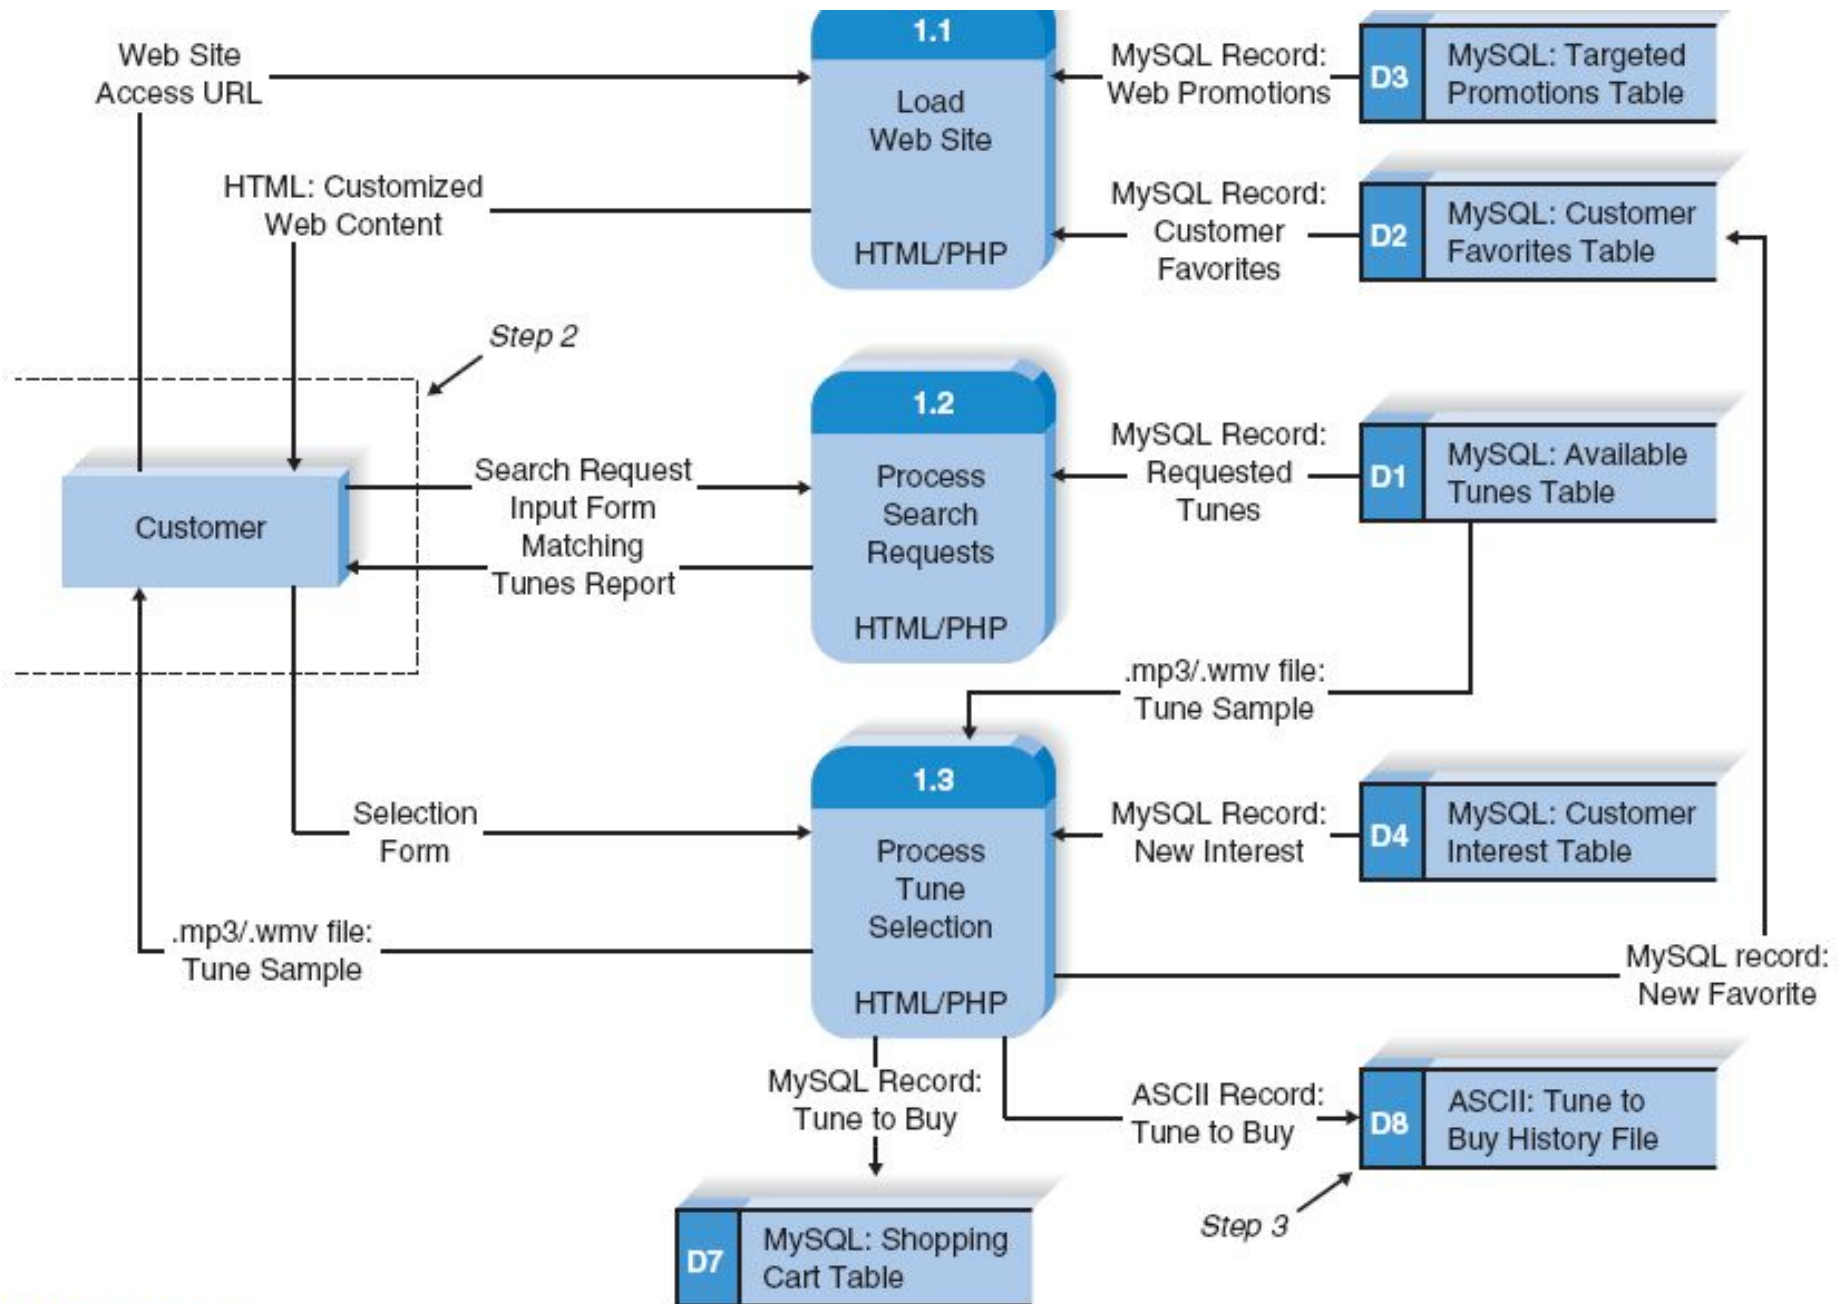 Web Site
Access URL
1.1
Load
Web Site
HTML/PHP
MySQL Record:
Web Promotions
D3
MySQL: Targeted
Promotions Table
HTML: Customized
Web Content
MySQL Record:
Customer
Favorites
D2
MySQL: Customer
Favorites Table
Step 2
Customer
Search Request
Input Form
Matching
Tunes Report
1.2
Process
Search
Requests
HTML/PHP
MySQL Record:
Requested
Tunes
D1
MySQL: Available
Tunes Table
.mp3/.wmv file:
Tune Sample
Selection
Form
1.3
Process
Tune
Selection
HTML/PHP
MySQL Record:
New Interest
D4
MySQL: Customer
Interest Table
.mp3/.wmv file:
Tune Sample
MySQL record:
New Favorite
MySQL Record:
Tune to Buy
ASCII Record:
Tune to Buy
D8
ASCII: Tune to
Buy History File
Step 3
D7
MySQL: Shopping
Cart Table